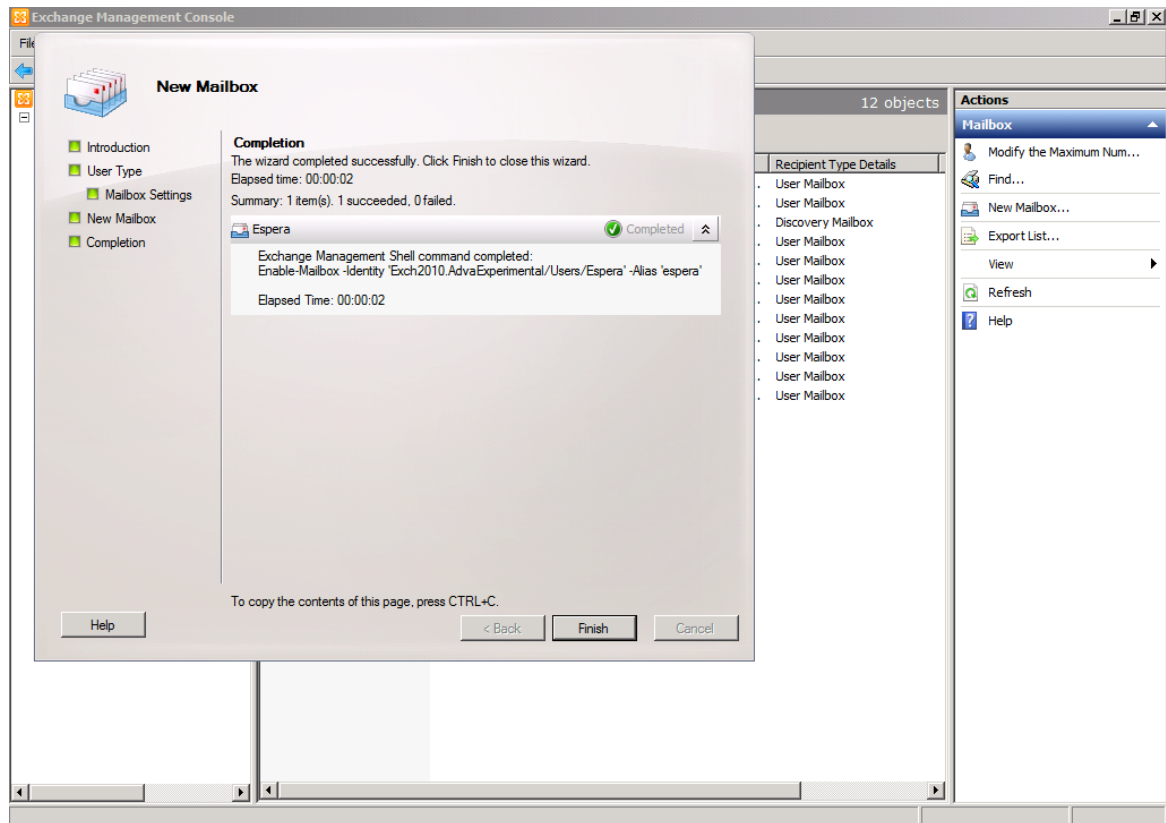 Exchange Management Console
New Mailbox
Introduction
User Type
Mailbox Settings
New Mailbox
Completion
Completion
The wizard completed successfully. Click Finish to close this wizard.
Elapsed time: 00:00:02
Summary: 1 item(s). 1 succeeded, 0 failed.
Espera
Completed
Exchange Management Shell command completed:
Enable-Mailbox -Identity 'Exch2010.AdvaExperimental/Users/Espera' -Alias 'espera'
Elapsed Time: 00:00:02
To copy the contents of this page, press CTRL+C.
Help
< Back
Finish
Cancel
12 objects
Recipient Type Details
User Mailbox
User Mailbox
Discovery Mailbox
User Mailbox
User Mailbox
User Mailbox
User Mailbox
User Mailbox
User Mailbox
User Mailbox
User Mailbox
User Mailbox
Actions
Mailbox
Modify the Maximum Num...
Find...
New Mailbox...
Export List...
View
Refresh
Help